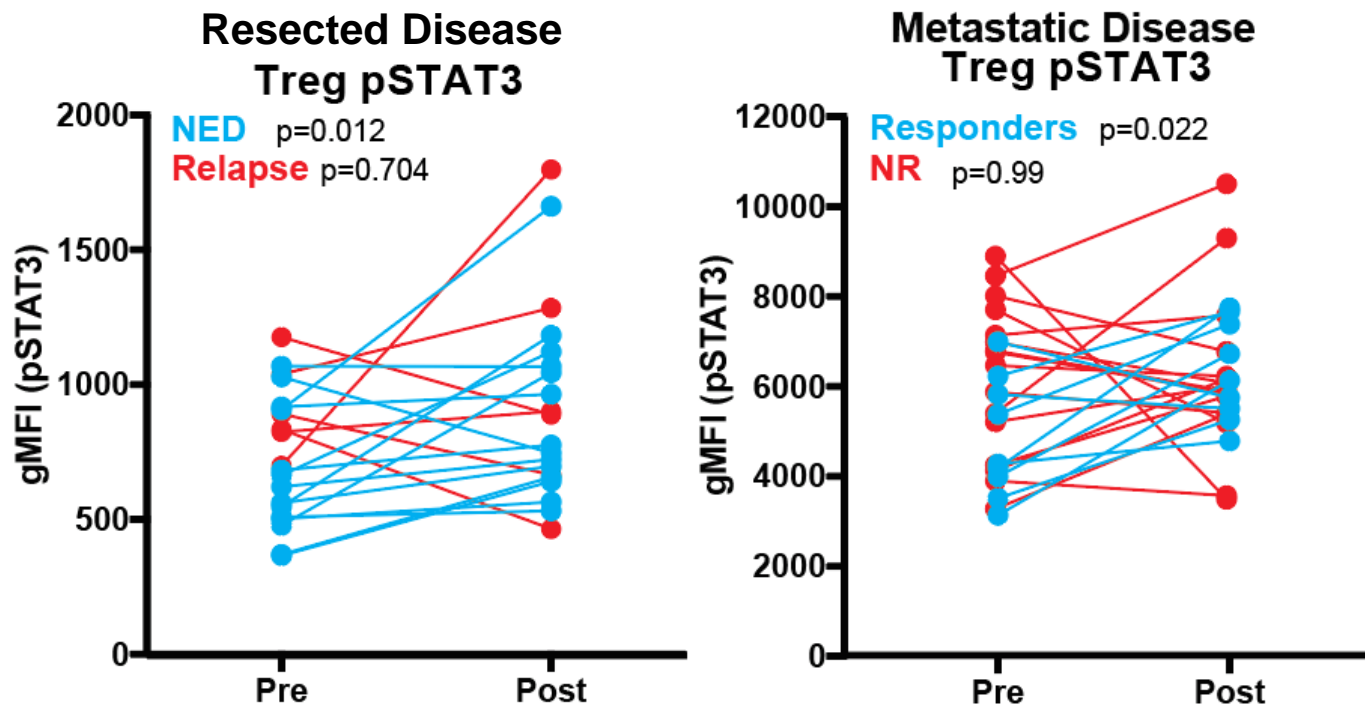 Resected Disease
Treg pSTAT3
NED p=0.012
Relapse p=0.704
gMFI (pSTAT3)
2000
1500
1000
500
0
Pre Post
Metastatic Disease
Treg pSTAT3
Responders p=0.022
NR p=0.99
gMFI (pSTAT3)
12000
10000
8000
6000
4000
2000
0
Pre Post